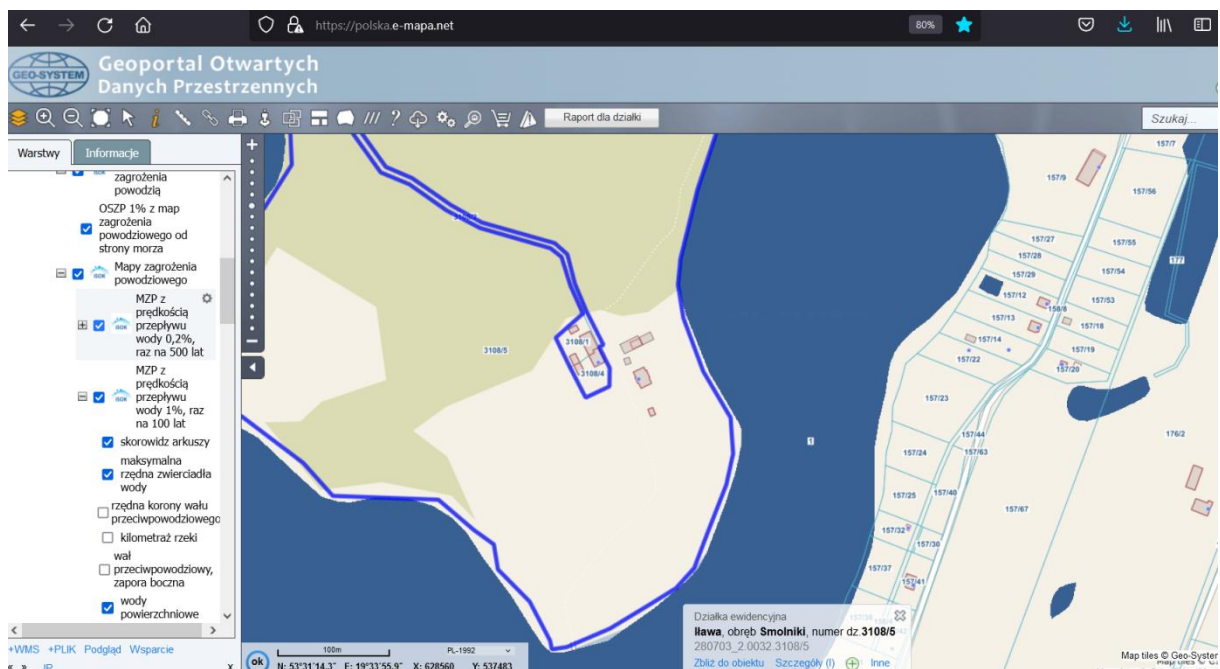 https://polska.e-mapa.net
80%
GEO-SYSTEM
Geoportal Otwartych
Danych Przestrzennych
Raport dla działki
Szukaj...
Warstwy
Informacje
zagrożenia
powodzią
OSZP 1% z map
zagrożenia
powodziowego od
strony morza
Mapy zagrożenia
powodziowego
MZP z
prędkością
przepływu
wody 0,2%,
raz na 500 lat
MZP z
prędkością
przepływu
wody 1%, raz
na 100 lat
skorowidz arkuszy
maksymalna
rzędna zwierciadła
wody
rzędna korony wału
przeciwpowodziowego
kilometraż rzeki
wał
przeciwpowodziowy,
zapora boczna
wody
powierzchniowe
+WMS +PLIK Podgląd Wsparcie
3108/5
3108/1
3108/4
1
157/7
157/9
157/56
157/27
157/55
157/28
177
157/29
157/54
157/12
157/53
158/8
157/13
157/18
157/14
157/19
157/22
157/20
157/23
157/44
176/2
157/24
157/63
157/25
157/40
157/67
157/32
157/30
157/37
157/41
Działka ewidencyjna
Iława, obręb Smolniki, numer dz. 3108/5
280703_2.0032.3108/5
Zbliż do obiektu Szczegóły (I) Inne
ok
100m
PL-1992
N: 53°31'14.3" E: 19°33'55.9" X: 628560 Y: 537483
Map tiles © Geo-System